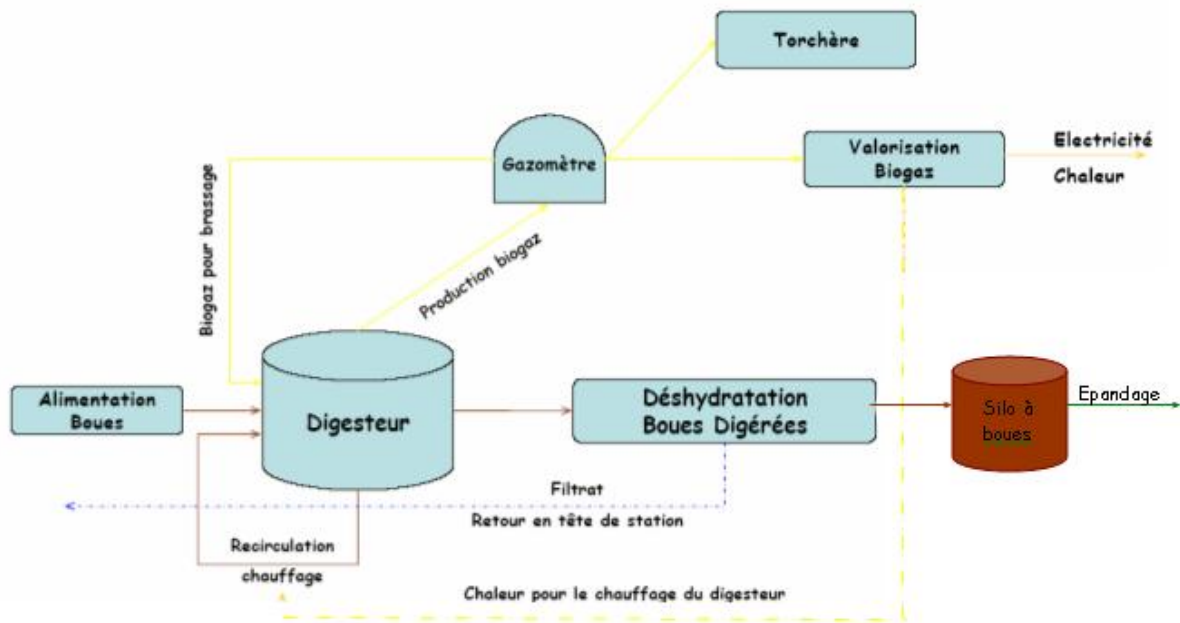 Torchère
Gazomètre
Valorisation
Biogaz
Electricité
Chaleur
Biogaz pour brassage
Production biogaz
Alimentation
Boues
Digesteur
Déshydratation
Boues Digérées
Silo à
boues
Epandage
Filtrat
Retour en tête de station
Recirculation
chauffage
Chaleur pour le chauffage du digesteur